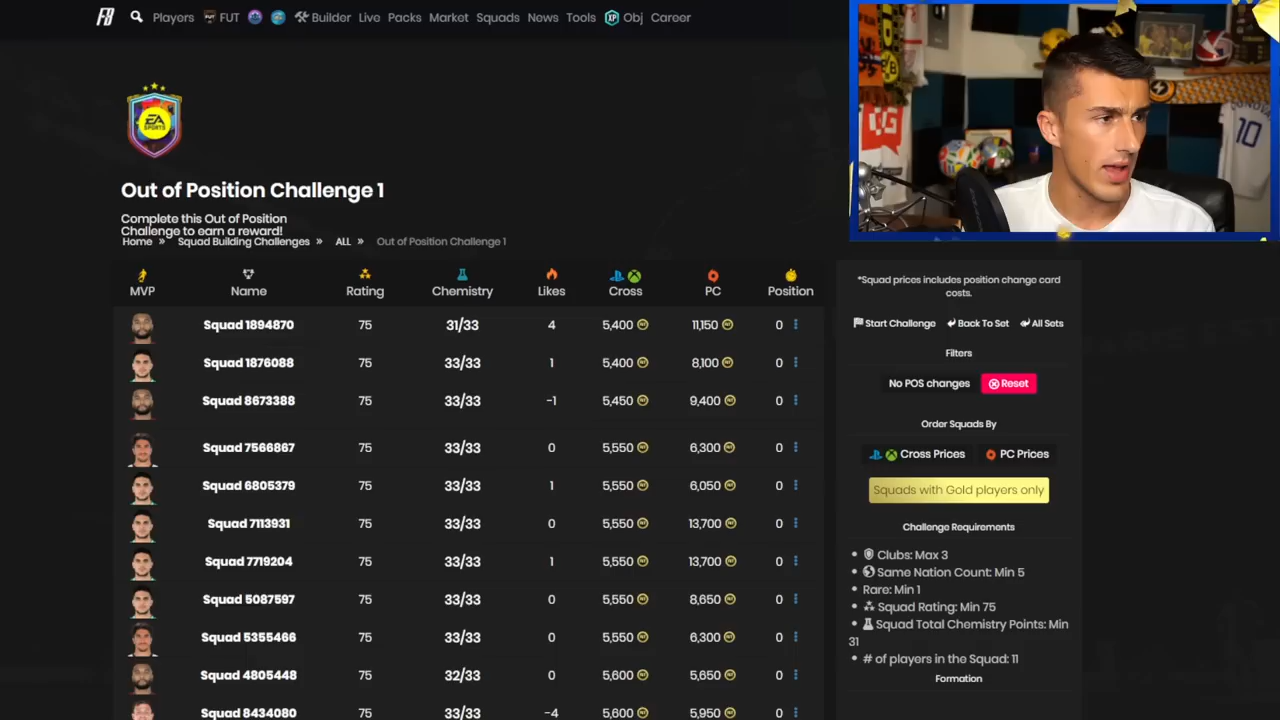 FB Players FUT Builder Live Packs Market Squads News Tools XP Obj Career
EA
SPORTS
10
Out of Position Challenge 1
Complete this Out of Position
Challenge to earn a reward!
Home » Squad Building Challenges » ALL » Out of Position Challenge 1
MVP Name Rating Chemistry Likes Cross PC Position
Squad 1894870 75 31/33 4 5,400 11,150 0
Squad 1876088 75 33/33 1 5,400 8,100 0
Squad 8673388 75 33/33 -1 5,450 9,400 0
Squad 7566867 75 33/33 0 5,550 6,300 0
Squad 6805379 75 33/33 1 5,550 6,050 0
Squad 7113931 75 33/33 0 5,550 13,700 0
Squad 7719204 75 33/33 1 5,550 13,700 0
Squad 5087597 75 33/33 0 5,550 8,650 0
Squad 5355466 75 33/33 0 5,550 6,300 0
Squad 4805448 75 32/33 0 5,600 5,650 0
Squad 8434080 75 33/33 -4 5,600 5,950 0
*Squad prices includes position change card
costs.
Start Challenge Back To Set All Sets
Filters
No POS changes Reset
Order Squads By
Cross Prices PC Prices
Squads with Gold players only
Challenge Requirements
• Clubs: Max 3
• Same Nation Count: Min 5
Rare: Min 1
• Squad Rating: Min 75
• Squad Total Chemistry Points: Min
31
• # of players in the Squad: 11
Formation